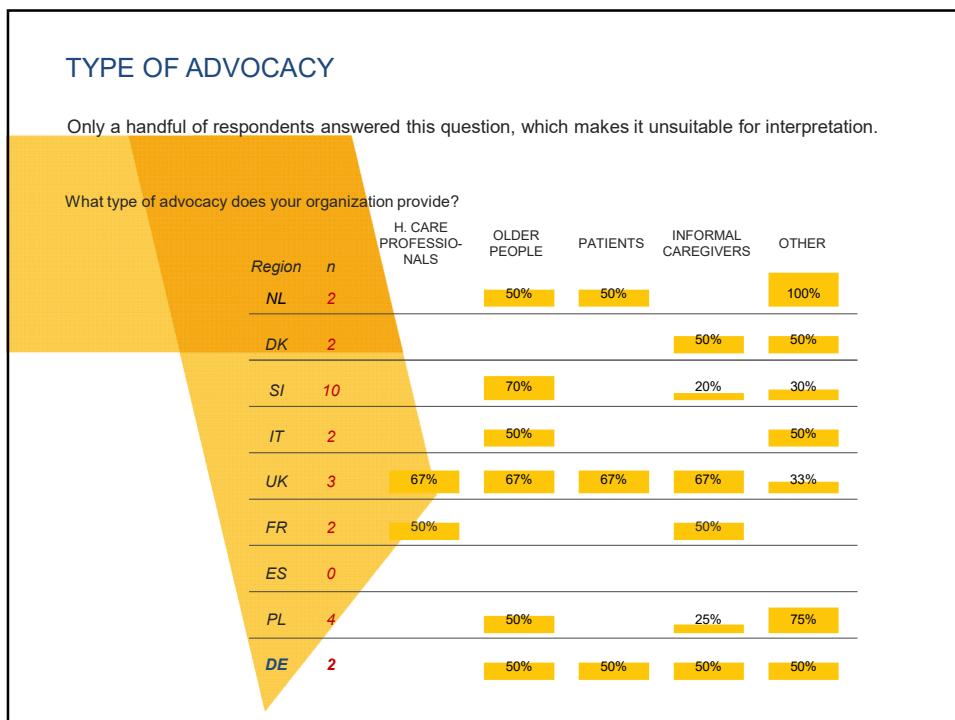 TYPE OF ADVOCACY
Only a handful of respondents answered this question, which makes it unsuitable for interpretation.
What type of advocacy does your organization provide?
H. CARE PROFESSIO- NALS OLDER PEOPLE PATIENTS INFORMAL CAREGIVERS OTHER
Region n
NL 2 50% 50% 100%
DK 2 50% 50%
SI 10 70% 20% 30%
IT 2 50% 50%
UK 3 67% 67% 67% 67% 33%
FR 2 50% 50%
ES 0
PL 4 50% 25% 75%
DE 2 50% 50% 50% 50%